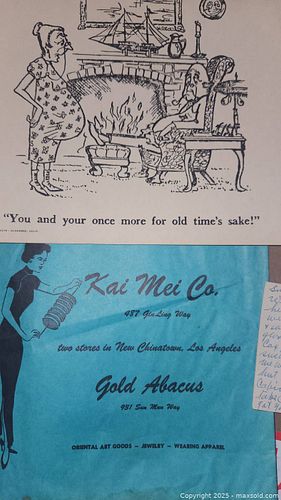 "You and your once more for old time's sake!"
Kai Mei Co.
487 Gin Ling Way
two stores in New Chinatown, Los Angeles
Gold Abacus
951 Sun Mun Way
ORIENTAL ART GOODS – JEWELRY – WEARING APPAREL
Copyright 2025 - maxsold.com